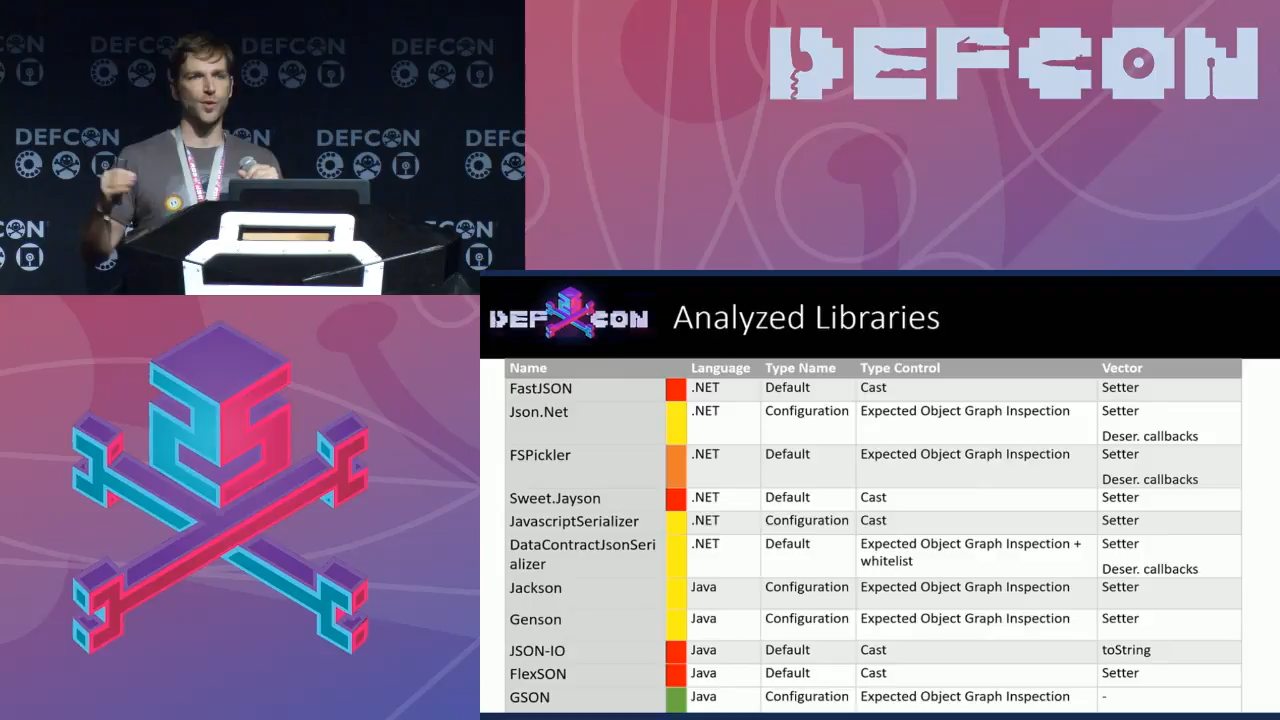 DEFCON
DEFCON
DEFCON
DEFCON
DEFCON
DEFCON
DEFCON
DEF CON
Analyzed Libraries
Name Language Type Name Type Control Vector
FastJSON .NET Default Cast Setter
Json.Net .NET Configuration Expected Object Graph Inspection Setter
Deser. callbacks
FSPickler .NET Default Expected Object Graph Inspection Setter
Deser. callbacks
Sweet.Jayson .NET Default Cast Setter
JavascriptSerializer .NET Configuration Cast Setter
DataContractJsonSeri .NET Default Expected Object Graph Inspection + Setter
alizer whitelist Deser. callbacks
Jackson Java Configuration Expected Object Graph Inspection Setter
Genson Java Configuration Expected Object Graph Inspection Setter
JSON-IO Java Default Cast toString
FlexSON Java Default Cast Setter
GSON Java Configuration Expected Object Graph Inspection -